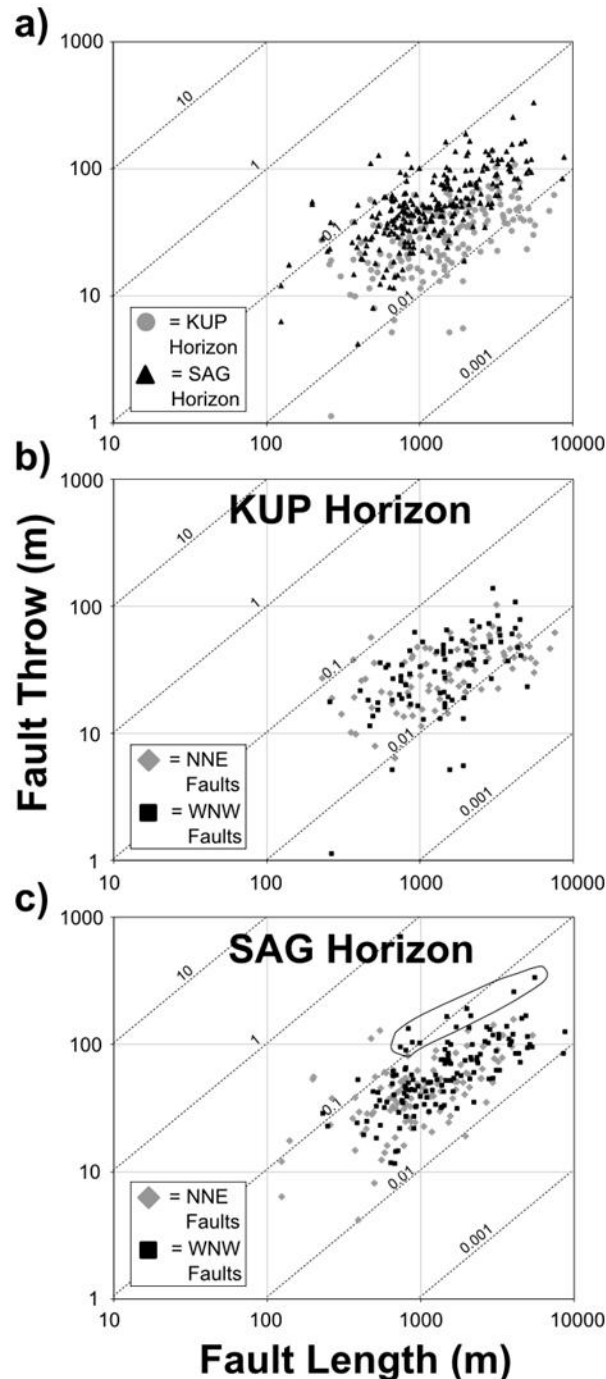 a)
1000
100
10
1
10
1
0.1
0.01
0.001
= KUP
Horizon
= SAG
Horizon
10
100
1000
10000
b)
KUP Horizon
1000
100
10
1
10
1
0.1
0.01
0.001
= NNE
Faults
= WNW
Faults
10
100
1000
10000
Fault Throw (m)
c)
SAG Horizon
1000
100
10
1
10
1
0.1
0.01
0.001
= NNE
Faults
= WNW
Faults
10
100
1000
10000
Fault Length (m)